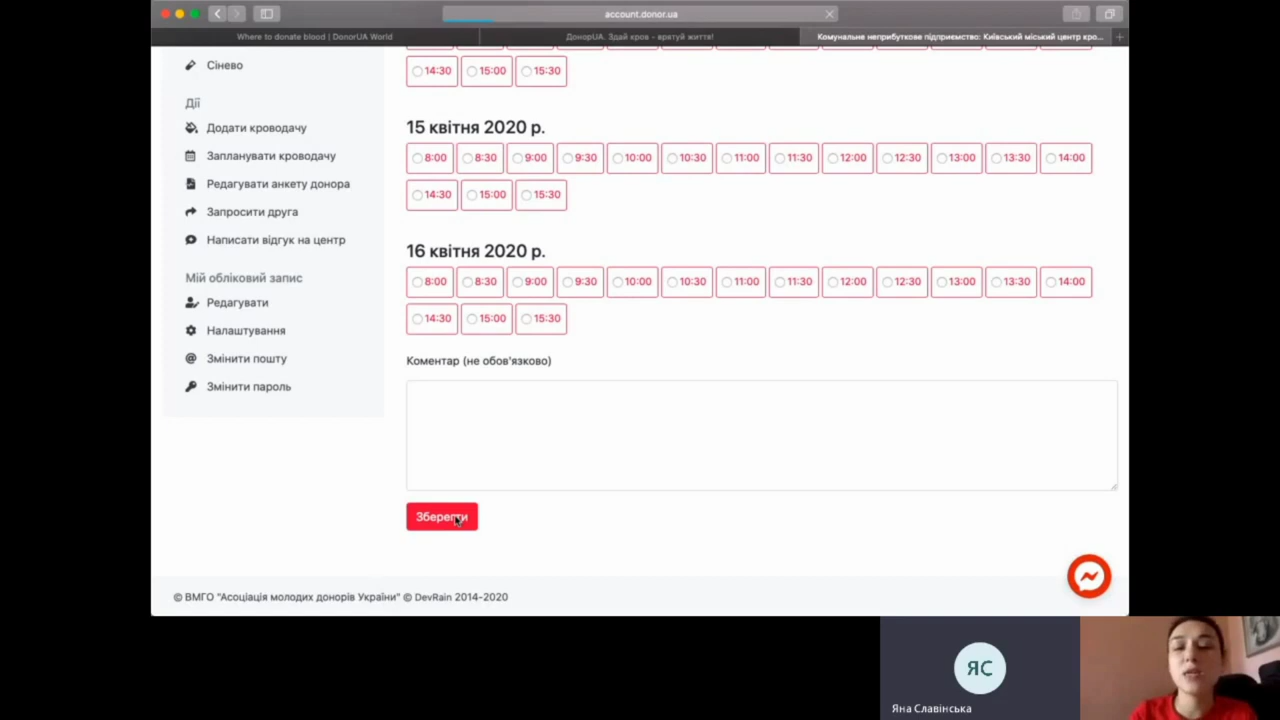 account.donor.ua
Where to donate blood | DonorUA World
ДонорUA. Здай кров - врятуй життя!
Комунальне неприбуткове підприємство: Київський міський центр кро...
Сінево
Дії
Додати кроводачу
Запланувати кроводачу
Редагувати анкету донора
Запросити друга
Написати відгук на центр
Мій обліковий запис
Редагувати
Налаштування
Змінити пошту
Змінити пароль
14:30 15:00 15:30
15 квітня 2020 р.
8:00 8:30 9:00 9:30 10:00 10:30 11:00 11:30 12:00 12:30 13:00 13:30 14:00
14:30 15:00 15:30
16 квітня 2020 р.
8:00 8:30 9:00 9:30 10:00 10:30 11:00 11:30 12:00 12:30 13:00 13:30 14:00
14:30 15:00 15:30
Коментар (не обов'язково)
Зберегти
© ВМГО "Асоціація молодих донорів України" © DevRain 2014-2020
ЯС
Яна Славінська